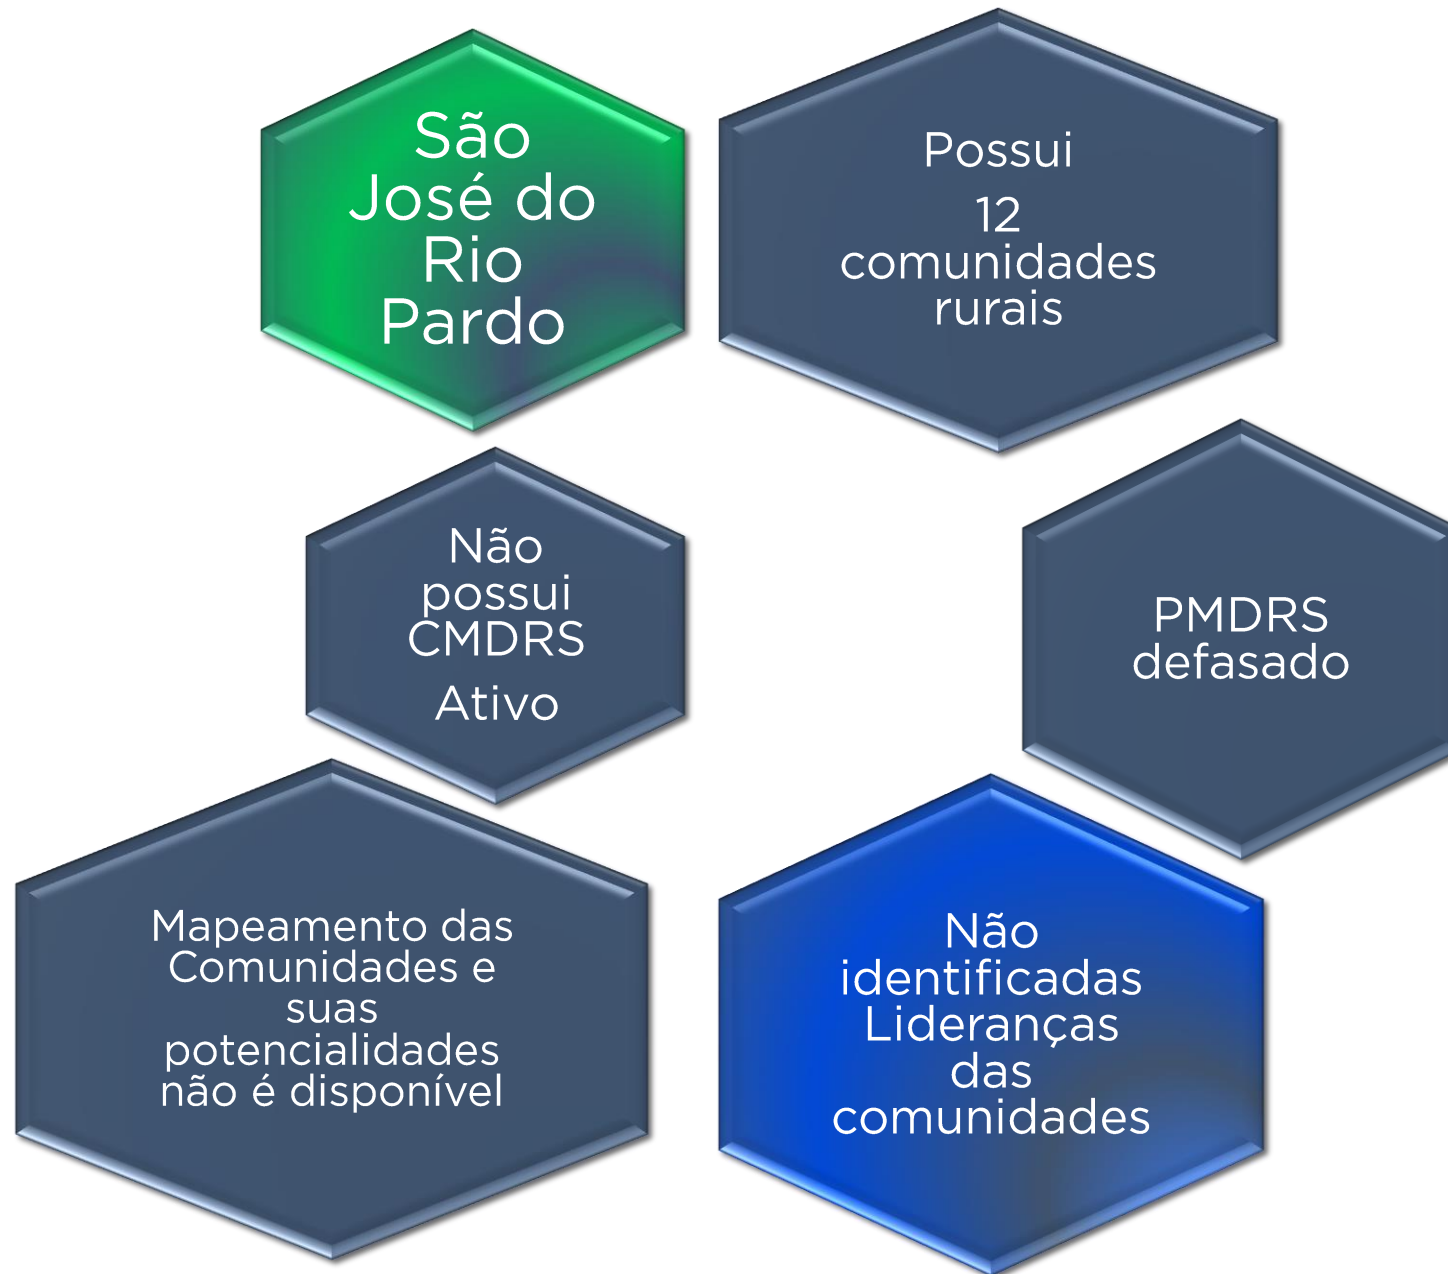 São
José do
Rio
Pardo
Possui
12
comunidades
rurais
Não
possui
CMDRS
Ativo
PMDRS
defasado
Mapeamento das
Comunidades e
suas
potencialidades
não é disponível
Não
identificadas
Lideranças
das
comunidades